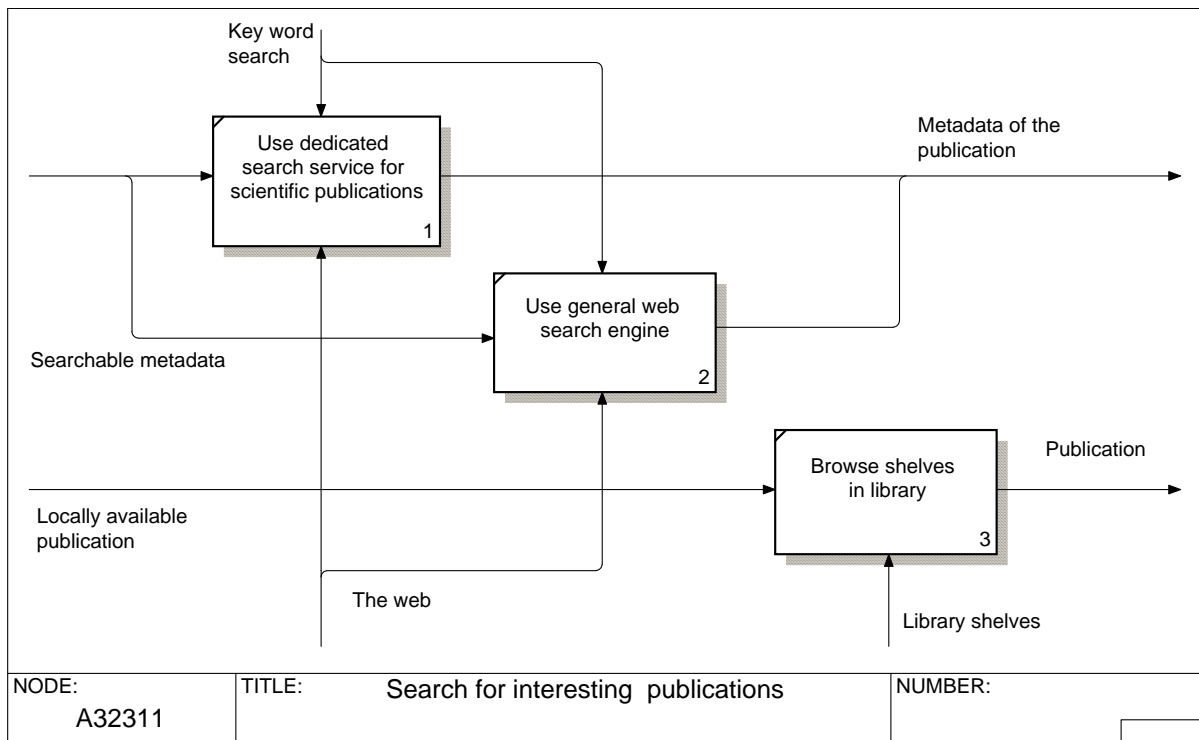 Key word
search
Use dedicated
search service for
scientific publications
1
Metadata of the
publication
Use general web
search engine
2
Searchable metadata
Browse shelves
in library
3
Publication
Locally available
publication
The web
Library shelves
NODE:
A32311
TITLE:
Search for interesting publications
NUMBER: